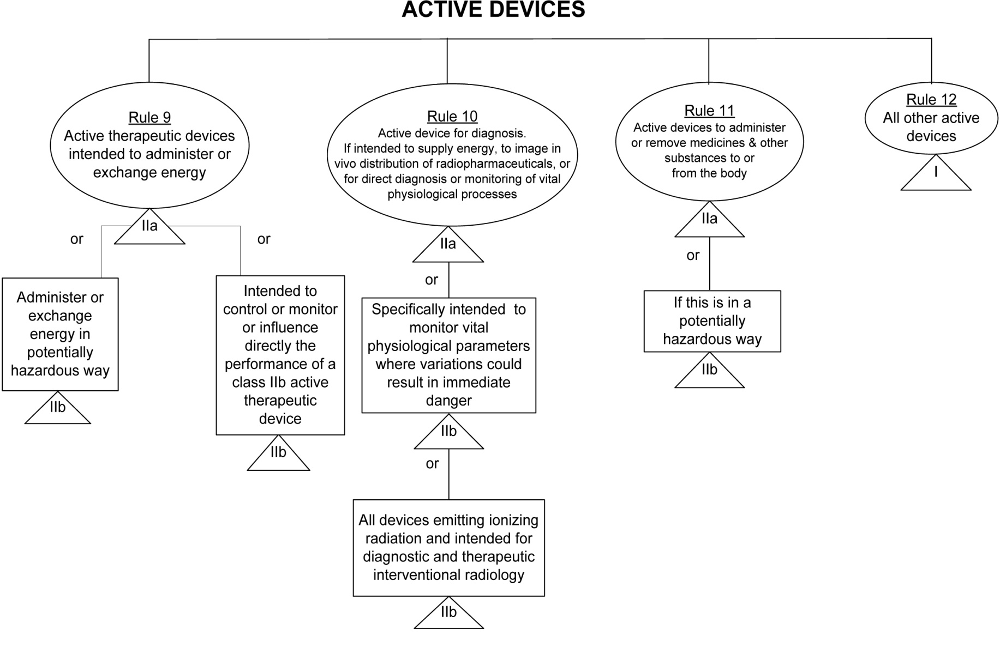 ACTIVE DEVICES
Rule 9
Active therapeutic devices
intended to administer or
exchange energy
IIa
or
or
Administer or
exchange
energy in
potentially
hazardous way
IIb
Intended to
control or monitor
or influence
directly the
performance of a
class IIb active
therapeutic
device
IIb
Rule 10
Active device for diagnosis.
If intended to supply energy, to image in
vivo distribution of radiopharmaceuticals, or
for direct diagnosis or monitoring of vital
physiological processes
IIa
or
Specifically intended to
monitor vital
physiological parameters
where variations could
result in immediate
danger
IIb
or
All devices emitting ionizing
radiation and intended for
diagnostic and therapeutic
interventional radiology
IIb
Rule 11
Active devices to administer
or remove medicines & other
substances to or
from the body
IIa
or
If this is in a
potentially
hazardous way
IIb
Rule 12
All other active
devices
I